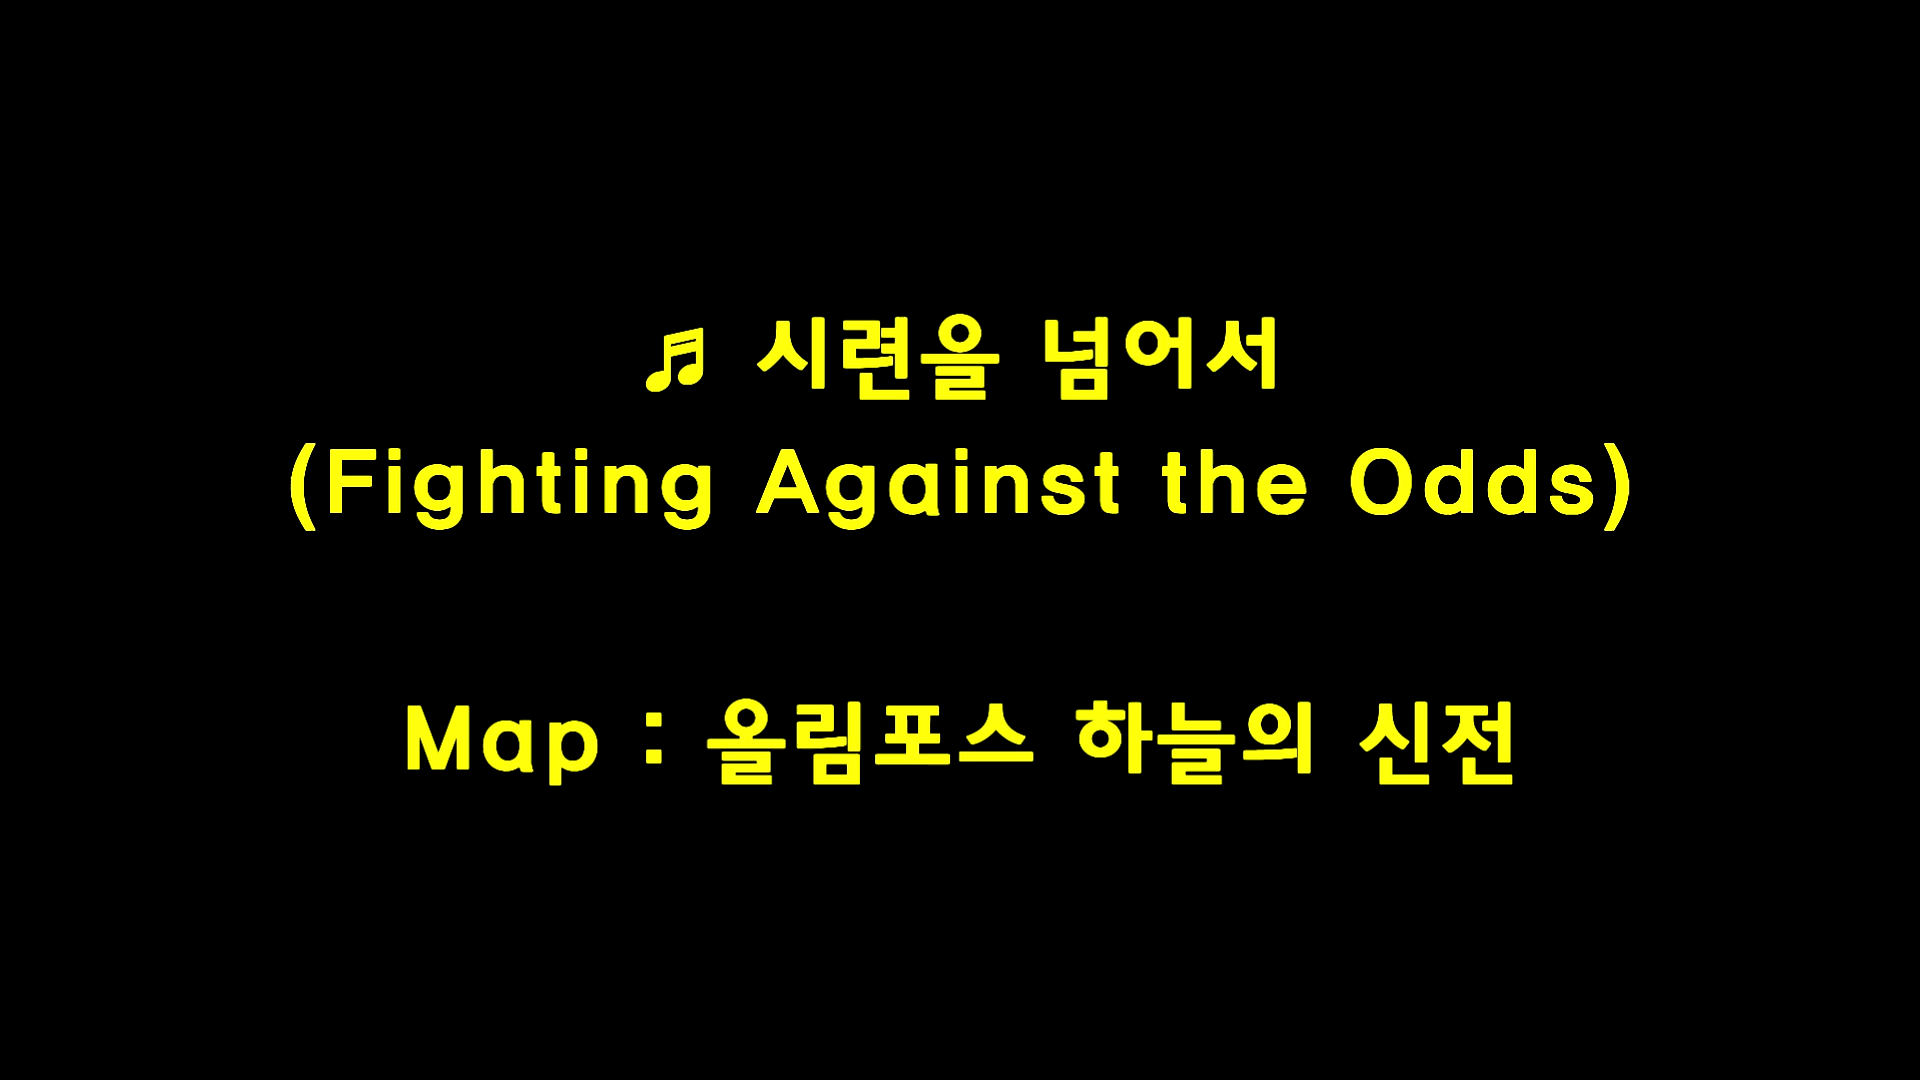 ♬ 시련을 넘어서
(Fighting Against the Odds)
Map : 올림포스 하늘의 신전